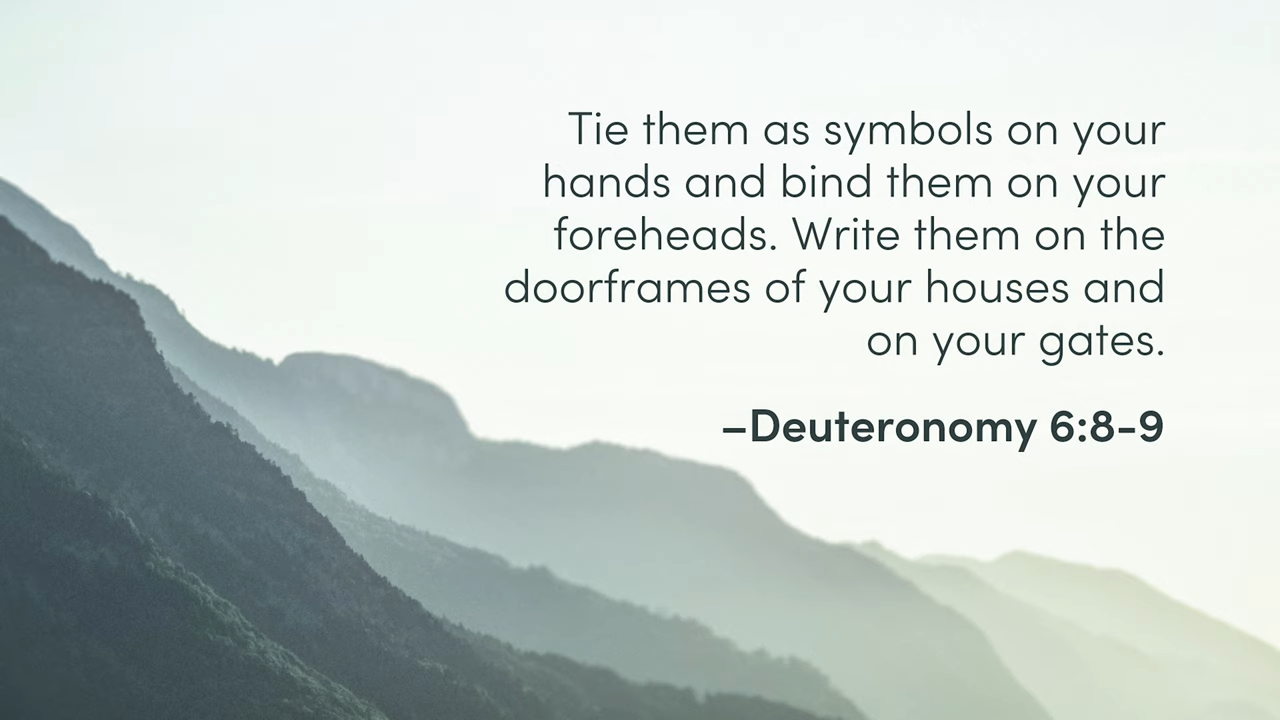 Tie them as symbols on your
hands and bind them on your
foreheads. Write them on the
doorframes of your houses and
on your gates.
–Deuteronomy 6:8-9